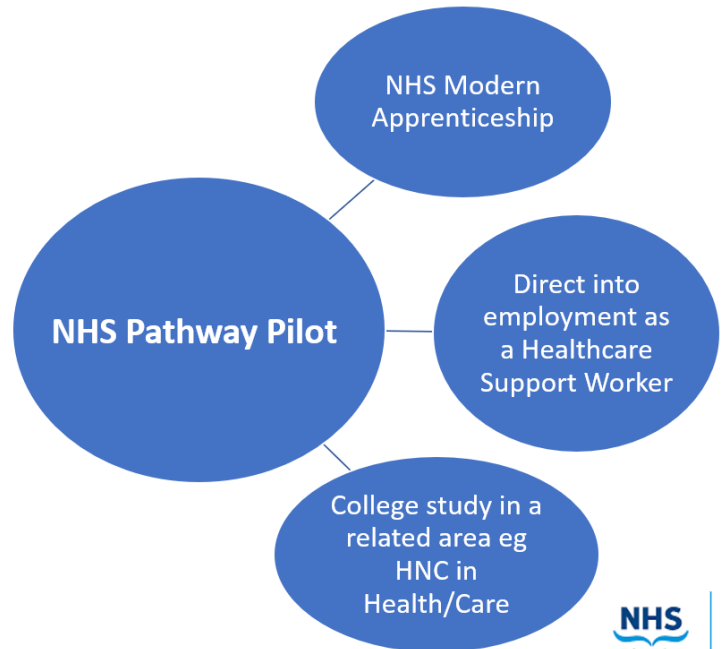 NHS Modern
Apprenticeship
NHS Pathway Pilot
Direct into
employment as
a Healthcare
Support Worker
College study in a
related area eg
HNC in
Health/Care
NHS